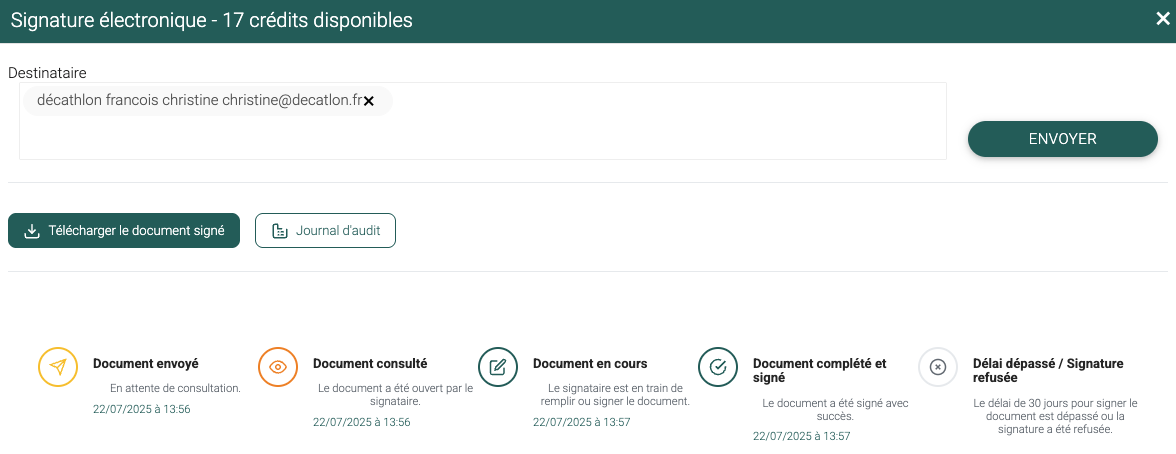 Signature électronique - 17 crédits disponibles
Destinataire
décathlon francois christine christine@decatlon.fr
ENVOYER
Télécharger le document signé
Journal d'audit
Document envoyé
En attente de consultation.
22/07/2025 à 13:56
Document consulté
Le document a été ouvert par le
signataire.
22/07/2025 à 13:56
Document en cours
Le signataire est en train de
remplir ou signer le document.
22/07/2025 à 13:57
Document complété et
signé
Le document a été signé avec
succès.
22/07/2025 à 13:57
Délai dépassé / Signature
refusée
Le délai de 30 jours pour signer le
document est dépassé ou la
signature a été refusée.